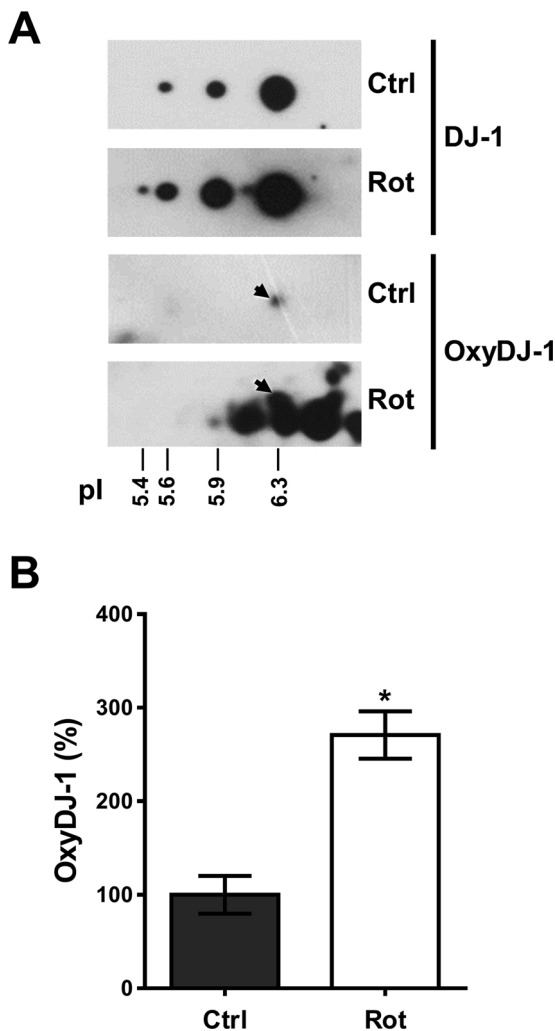 A
Ctrl
DJ-1
Rot
Ctrl
OxyDJ-1
Rot
pI 5.4 5.6 5.9 6.3
B
400
300
200
100
0
OxyDJ-1 (%)
*
Ctrl Rot